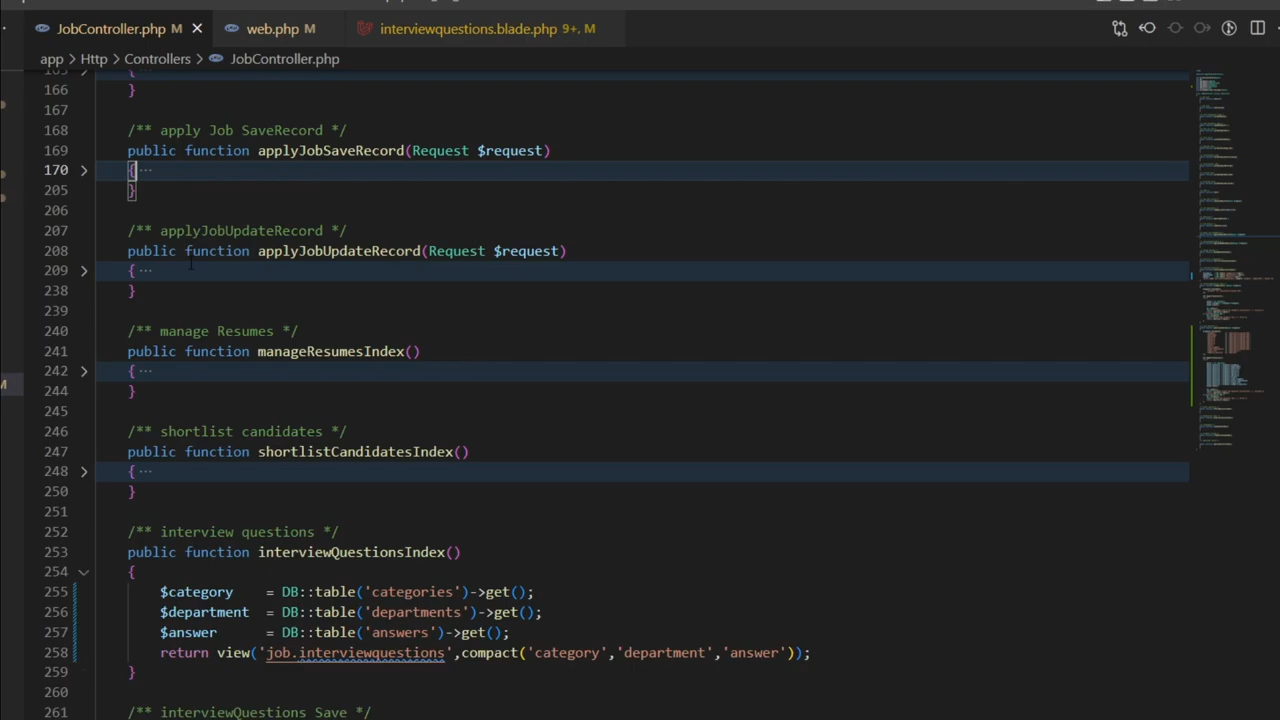 JobController.php M
web.php M
interviewquestions.blade.php 9+, M
app > Http > Controllers > JobController.php
165 { ···
166 }
167
168 /** apply Job SaveRecord */
169 public function applyJobSaveRecord(Request $request)
170 { ···
205 }
206
207 /** applyJobUpdateRecord */
208 public function applyJobUpdateRecord(Request $request)
209 { ···
238 }
239
240 /** manage Resumes */
241 public function manageResumesIndex()
242 { ···
244 }
245
246 /** shortlist candidates */
247 public function shortlistCandidatesIndex()
248 { ···
250 }
251
252 /** interview questions */
253 public function interviewQuestionsIndex()
254 {
255 $category = DB::table('categories')->get();
256 $department = DB::table('departments')->get();
257 $answer = DB::table('answers')->get();
258 return view('job.interviewquestions',compact('category','department','answer'));
259 }
260
261 /** interviewQuestions Save */
M